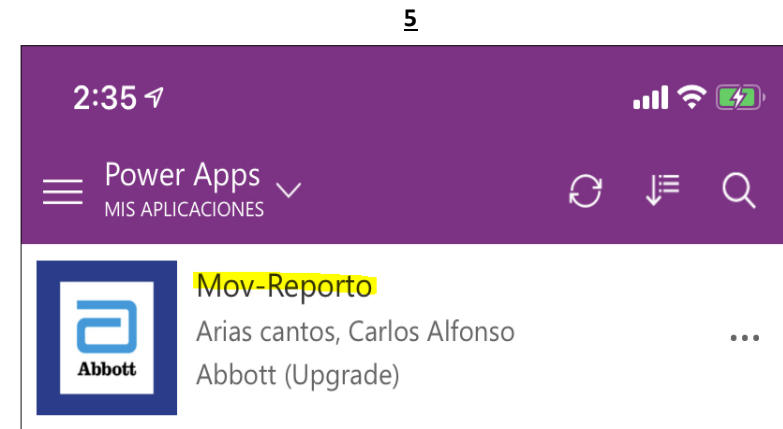 5
2:35
Power Apps
MIS APLICACIONES
Mov-Reporto
Arias cantos, Carlos Alfonso
Abbott (Upgrade)
Abbott